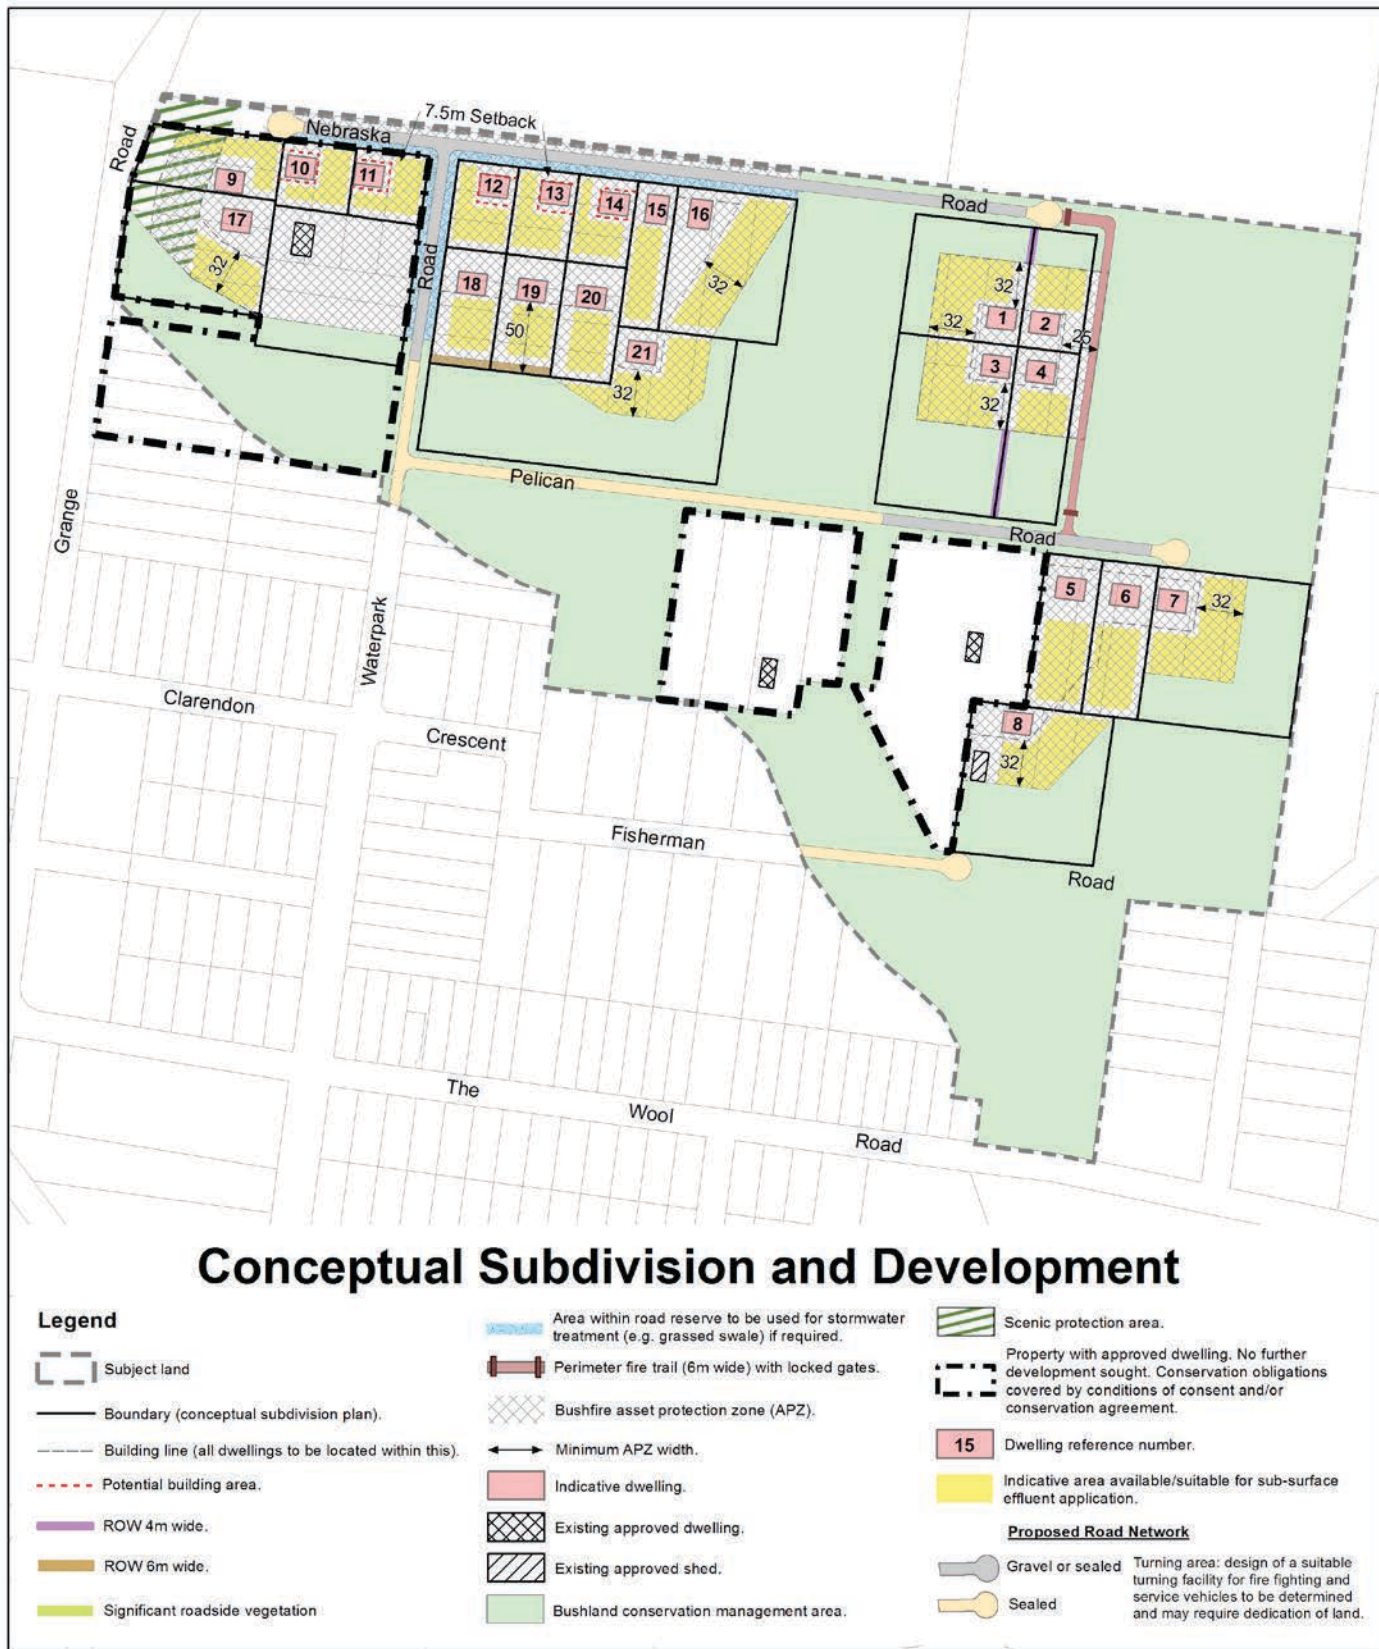 7.5m Setback
Nebraska
Road
9
10
11
12
13
14
15
16
Road
17
32
Road
18
19
20
32
50
21
32
32
1
2
32
25
3
4
32
Pelican
Road
Grange
5
6
7
32
Waterpark
Clarendon
Crescent
8
32
Fisherman
Road
The
Wool
Road
Conceptual Subdivision and Development
Legend
Subject land
Boundary (conceptual subdivision plan).
Building line (all dwellings to be located within this).
Potential building area.
ROW 4m wide.
ROW 6m wide.
Significant roadside vegetation
Area within road reserve to be used for stormwater
treatment (e.g. grassed swale) if required.
Perimeter fire trail (6m wide) with locked gates.
Bushfire asset protection zone (APZ).
Minimum APZ width.
Indicative dwelling.
Existing approved dwelling.
Existing approved shed.
Bushland conservation management area.
Scenic protection area.
Property with approved dwelling. No further
development sought. Conservation obligations
covered by conditions of consent and/or
conservation agreement.
15 Dwelling reference number.
Indicative area available/suitable for sub-surface
effluent application.
Proposed Road Network
Gravel or sealed
Sealed
Turning area: design of a suitable
turning facility for fire fighting and
service vehicles to be determined
and may require dedication of land.